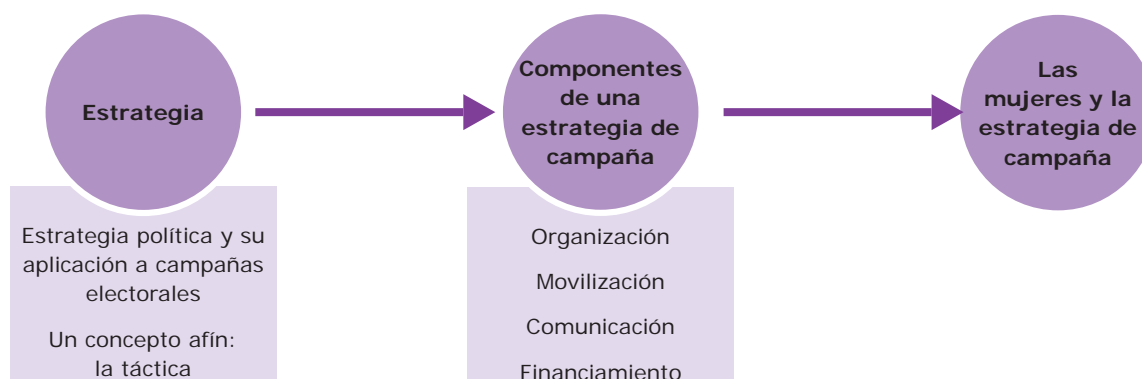 Estrategia
Estrategia política y su
aplicación a campañas
electorales
Un concepto afín:
la táctica
Componentes
de una
estrategia de
campaña
Organización
Movilización
Comunicación
Financiamiento
Las
mujeres y la
estrategia de
campaña